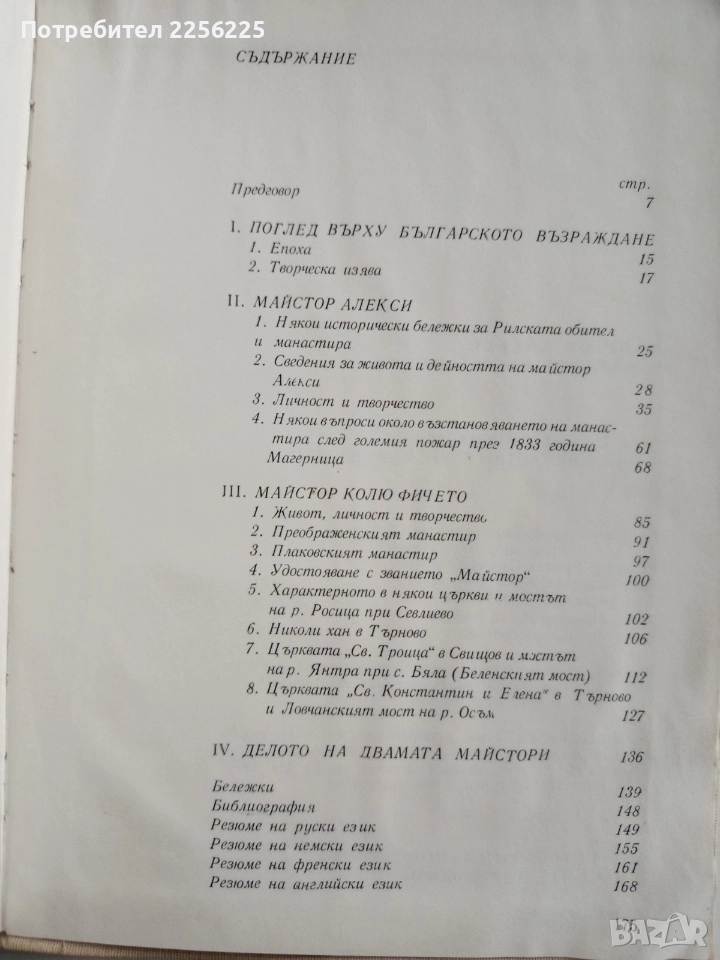 Потребител 2256225
СЪДЪРЖАНИЕ
стр.
Предговор 7
I. ПОГЛЕД ВЪРХУ БЪЛГАРСКОТО ВЪЗРАЖДАНЕ
1. Епоха 15
2. Творческа изява 17
II. МАЙСТОР АЛЕКСИ
1. Някои исторически бележки за Рилската обител
и манастира 25
2. Сведения за живота и дейността на майстор
Алекси 28
3. Личност и творчество 35
4. Някои въпроси около възстановяването на манас-
тира след големия пожар през 1833 година 61
Магерница 68
III. МАЙСТОР КОЛЮ ФИЧЕТО
1. Живот, личност и творчество 85
2. Преображенският манастир 91
3. Плаковският манастир 97
4. Удостояване с званието „Майстор“ 100
5. Характерното в някои църкви и мостът
на р. Росица при Севлиево 102
6. Николи хан в Търново 106
7. Църквата „Св. Троица“ в Свищов и мостът
на р. Янтра при с. Бяла (Беленският мост) 112
8. Църквата „Св. Константин и Елена“ в Търново
и Ловчанският мост на р. Осъм 127
IV. ДЕЛОТО НА ДВАМАТА МАЙСТОРИ 136
Бележки 139
Библиография 148
Резюме на руски език 149
Резюме на немски език 155
Резюме на френски език 161
Резюме на английски език 168
175
BAZAR